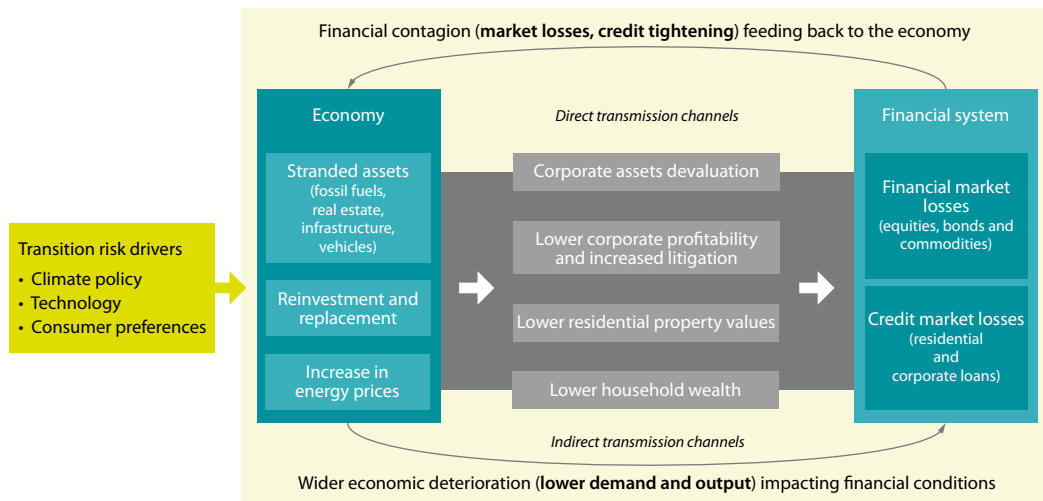 Financial contagion (market losses, credit tightening) feeding back to the economy
Economy
Direct transmission channels
Financial system
Stranded assets
(fossil fuels,
real estate,
infrastructure,
vehicles)
Corporate assets devaluation
Financial market
losses
(equities, bonds and
commodities)
Lower corporate profitability
and increased litigation
Transition risk drivers
• Climate policy
• Technology
• Consumer preferences
Reinvestment and
replacement
Lower residential property values
Credit market losses
(residential
and
corporate loans)
Increase in
energy prices
Lower household wealth
Indirect transmission channels
Wider economic deterioration (lower demand and output) impacting financial conditions